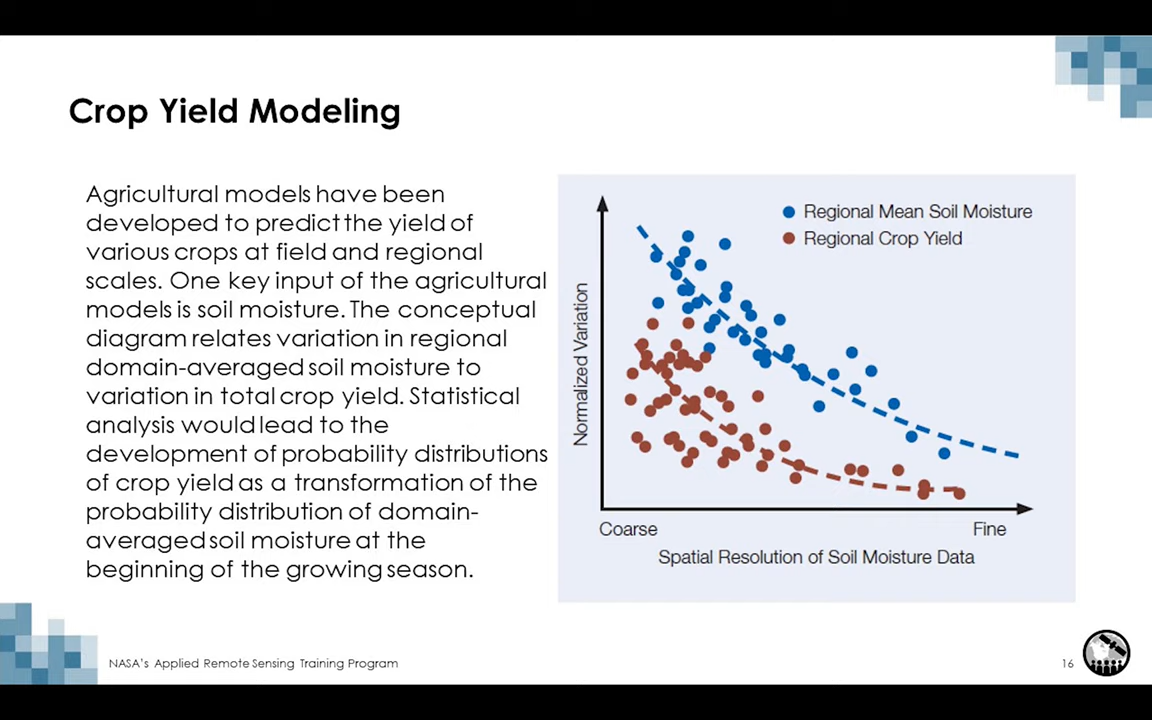 Crop Yield Modeling
Agricultural models have been
developed to predict the yield of
various crops at field and regional
scales. One key input of the agricultural
models is soil moisture. The conceptual
diagram relates variation in regional
domain-averaged soil moisture to
variation in total crop yield. Statistical
analysis would lead to the
development of probability distributions
of crop yield as a transformation of the
probability distribution of domain-
averaged soil moisture at the
beginning of the growing season.
Regional Mean Soil Moisture
Regional Crop Yield
Normalized Variation
Coarse
Fine
Spatial Resolution of Soil Moisture Data
NASA's Applied Remote Sensing Training Program
16